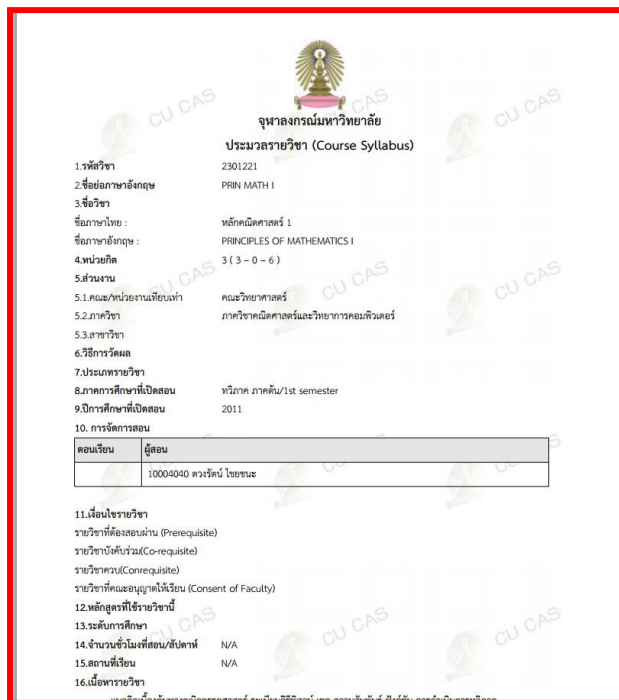 จุฬาลงกรณ์มหาวิทยาลัย
ประมวลรายวิชา (Course Syllabus)
1.รหัสวิชา 2301221
2.ชื่อย่อภาษาอังกฤษ PRIN MATH I
3.ชื่อวิชา
ชื่อภาษาไทย : หลักคณิตศาสตร์ 1
ชื่อภาษาอังกฤษ : PRINCIPLES OF MATHEMATICS I
4.หน่วยกิต 3 ( 3 – 0 – 6 )
5.ส่วนงาน
5.1.คณะ/หน่วยงานเทียบเท่า คณะวิทยาศาสตร์
5.2.ภาควิชา ภาควิชาคณิตศาสตร์และวิทยาการคอมพิวเตอร์
5.3.สาขาวิชา
6.วิธีการวัดผล
7.ประเภทรายวิชา
8.ภาคการศึกษาที่เปิดสอน ทวิภาค ภาคต้น/1st semester
9.ปีการศึกษาที่เปิดสอน 2011
10. การจัดการสอน
ตอนเรียน ผู้สอน
10004040 ดวงรัตน์ ไชยชนะ
11.เงื่อนไขรายวิชา
รายวิชาที่ต้องสอบผ่าน (Prerequisite)
รายวิชาบังคับร่วม(Co-requisite)
รายวิชาควบ(Conrequisite)
รายวิชาที่คณะอนุญาตให้เรียน (Consent of Faculty)
12.หลักสูตรที่ใช้รายวิชานี้
13.ระดับการศึกษา
14.จำนวนชั่วโมงที่สอน/สัปดาห์ N/A
15.สถานที่เรียน N/A
16.เนื้อหารายวิชา
CU CAS
CU CAS
CU CAS
CU CAS
CU CAS
CU CAS
CU CAS
CU CAS
CU CAS